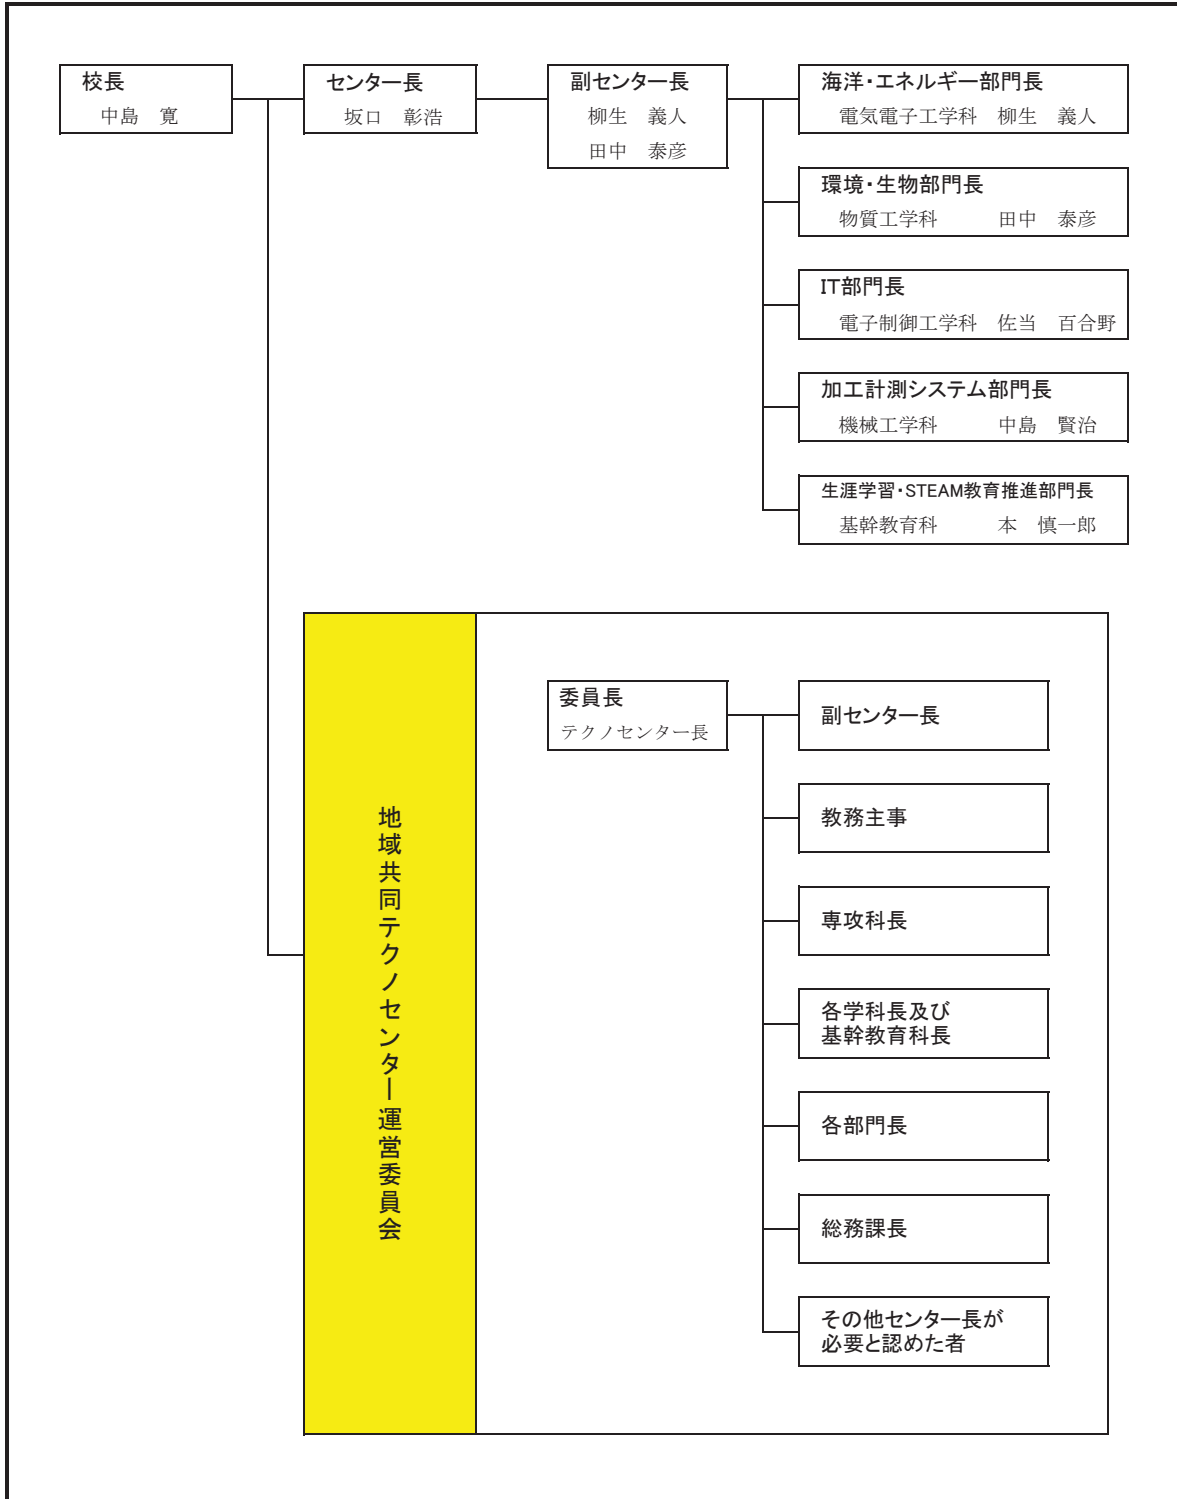 校長
中島　寛
センター長
坂口　彰浩
副センター長
柳生　義人
田中　泰彦
海洋・エネルギー部門長
電気電子工学科　柳生　義人
環境・生物部門長
物質工学科　　　田中　泰彦
IT部門長
電子制御工学科　佐当　百合野
加工計測システム部門長
機械工学科　　　中島　賢治
生涯学習・STEAM教育推進部門長
基幹教育科　　　本　慎一郎
地域共同テクノセンター運営委員会
委員長
テクノセンター長
副センター長
教務主事
専攻科長
各学科長及び
基幹教育科長
各部門長
総務課長
その他センター長が
必要と認めた者